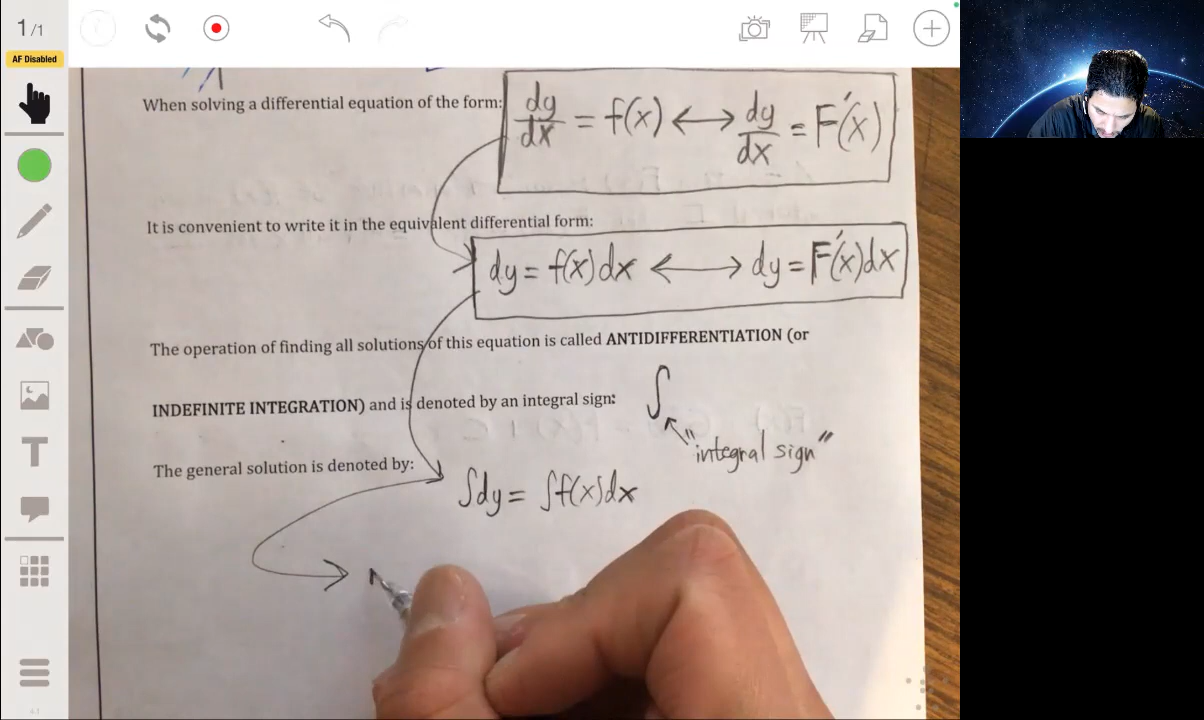 1/1
AF Disabled
When solving a differential equation of the form: dy/dx = f(x) ⟷ dy/dx = F'(x)
It is convenient to write it in the equivalent differential form:
dy = f(x)dx ⟷ dy = F'(x)dx
The operation of finding all solutions of this equation is called ANTIDIFFERENTIATION (or
INDEFINITE INTEGRATION) and is denoted by an integral sign: ∫
"integral sign"
The general solution is denoted by: ∫dy = ∫f(x)dx
T